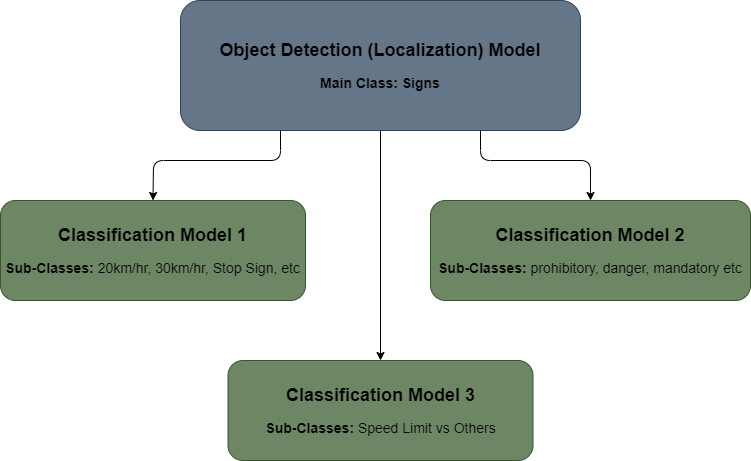 Object Detection (Localization) Model
Main Class: Signs
Classification Model 1
Sub-Classes: 20km/hr, 30km/hr, Stop Sign, etc
Classification Model 2
Sub-Classes: prohibitory, danger, mandatory etc
Classification Model 3
Sub-Classes: Speed Limit vs Others